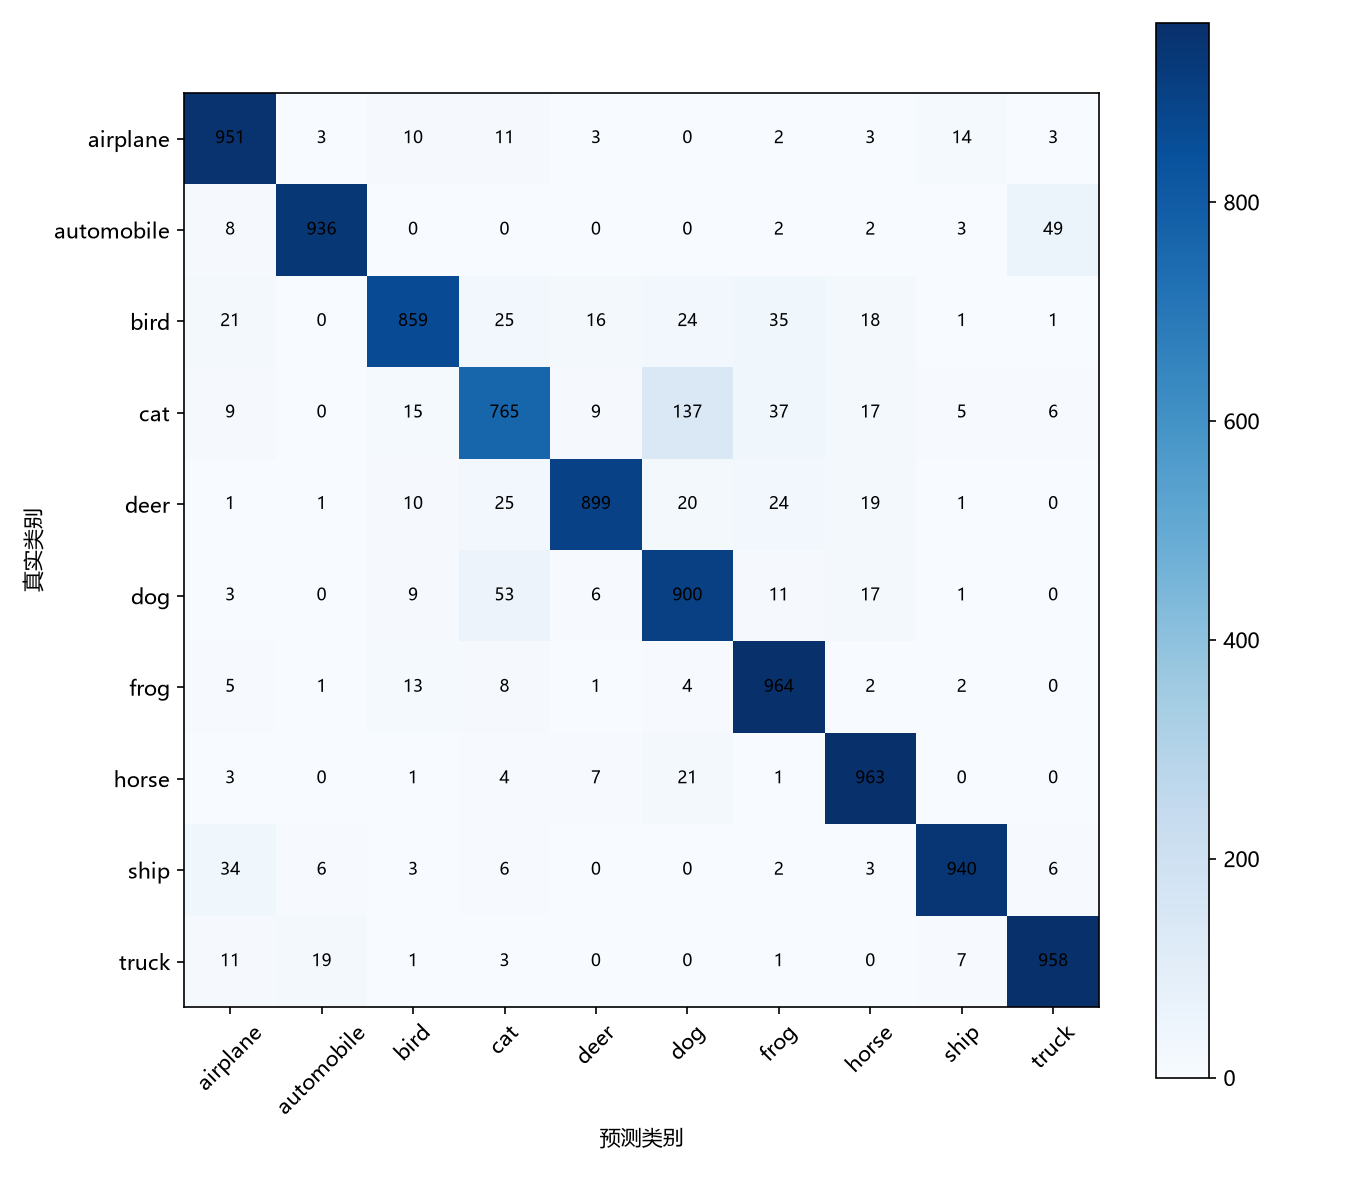 airplane 951 3 10 11 3 0 2 3 14 3
automobile 8 936 0 0 0 0 2 2 3 49
bird 21 0 859 25 16 24 35 18 1 1
cat 9 0 15 765 9 137 37 17 5 6
deer 1 1 10 25 899 20 24 19 1 0
dog 3 0 9 53 6 900 11 17 1 0
frog 5 1 13 8 1 4 964 2 2 0
horse 3 0 1 4 7 21 1 963 0 0
ship 34 6 3 6 0 0 2 3 940 6
truck 11 19 1 3 0 0 1 0 7 958
airplane automobile bird cat deer dog frog horse ship truck
预测类别
真实类别
800
600
400
200
0